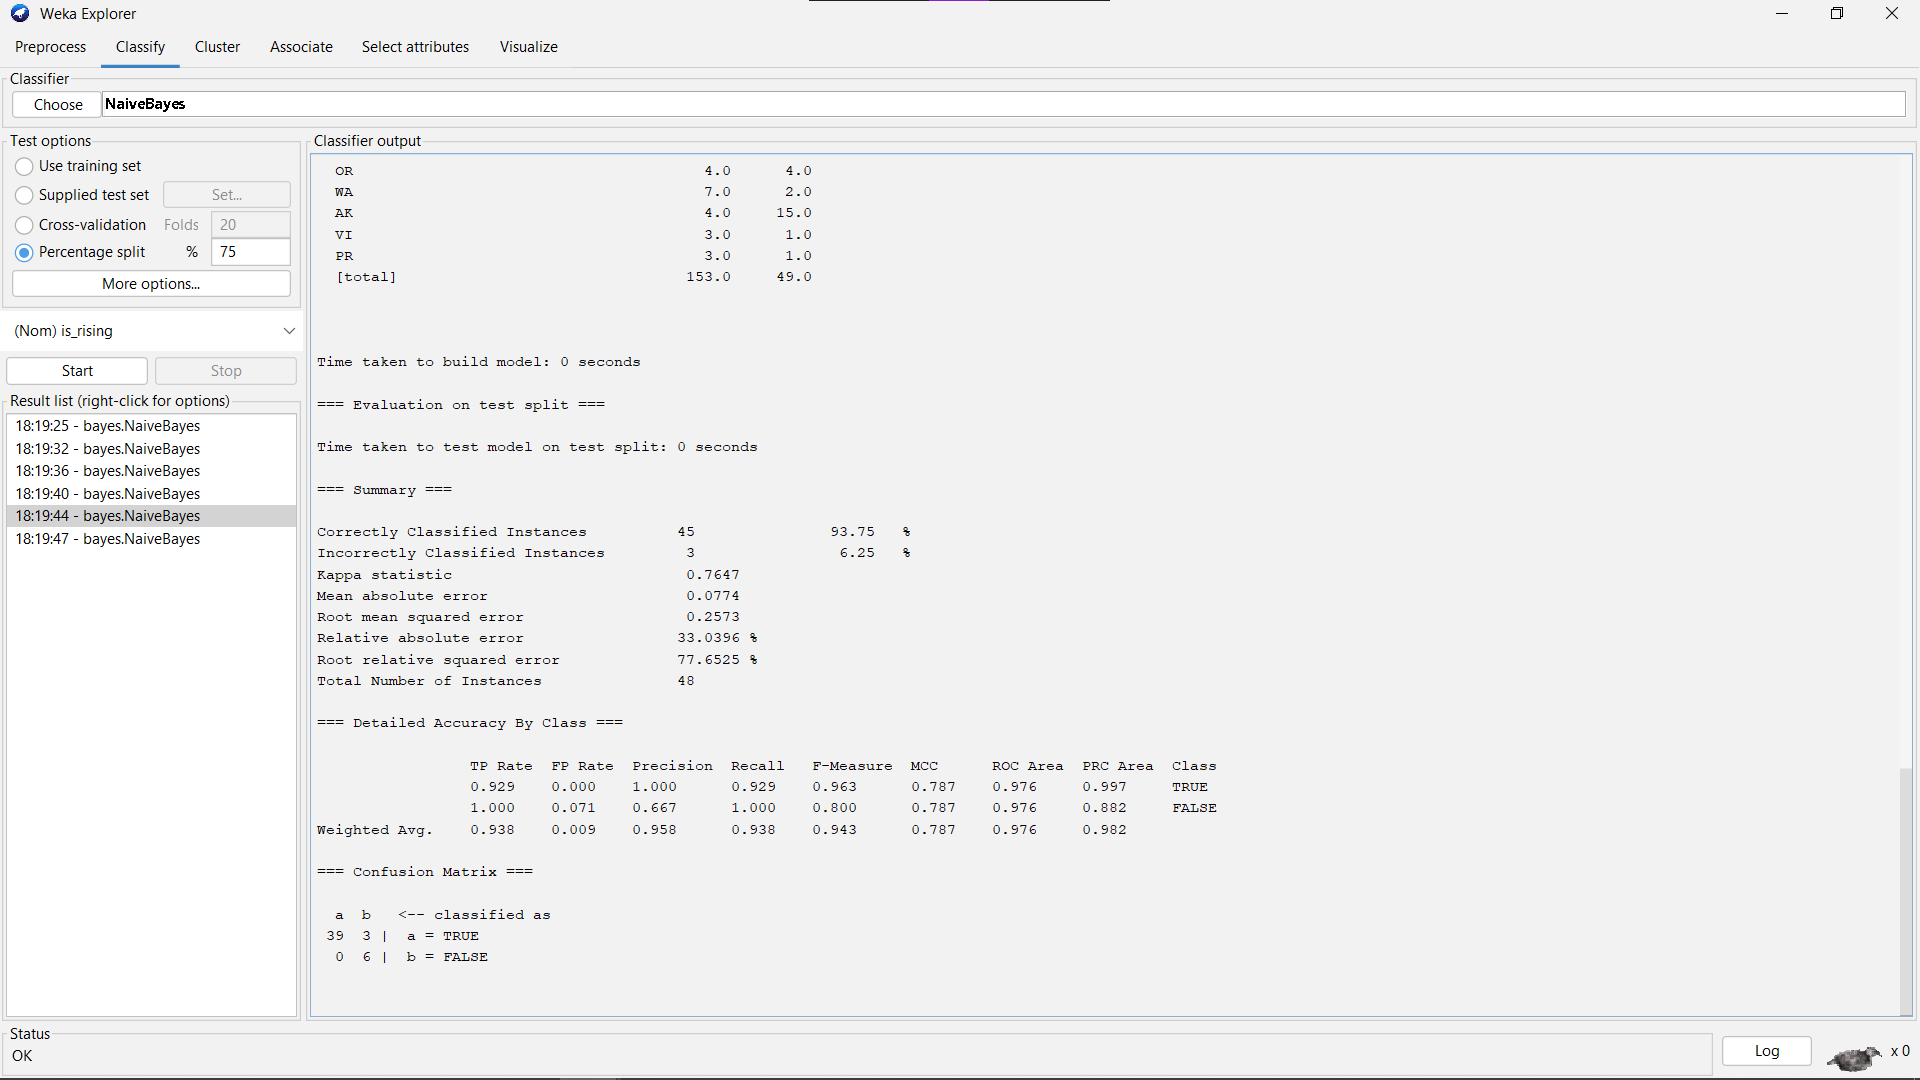 Weka Explorer
Preprocess Classify Cluster Associate Select attributes Visualize
Classifier
Choose NaiveBayes
Test options
Use training set
Supplied test set Set...
Cross-validation Folds 20
Percentage split % 75
More options...
(Nom) is_rising
Start Stop
Result list (right-click for options)
18:19:25 - bayes.NaiveBayes
18:19:32 - bayes.NaiveBayes
18:19:36 - bayes.NaiveBayes
18:19:40 - bayes.NaiveBayes
18:19:44 - bayes.NaiveBayes
18:19:47 - bayes.NaiveBayes
Classifier output
OR 4.0 4.0
WA 7.0 2.0
AK 4.0 15.0
VI 3.0 1.0
PR 3.0 1.0
[total] 153.0 49.0
Time taken to build model: 0 seconds
=== Evaluation on test split ===
Time taken to test model on test split: 0 seconds
=== Summary ===
Correctly Classified Instances 45 93.75 %
Incorrectly Classified Instances 3 6.25 %
Kappa statistic 0.7647
Mean absolute error 0.0774
Root mean squared error 0.2573
Relative absolute error 33.0396 %
Root relative squared error 77.6525 %
Total Number of Instances 48
=== Detailed Accuracy By Class ===
TP Rate FP Rate Precision Recall F-Measure MCC ROC Area PRC Area Class
0.929 0.000 1.000 0.929 0.963 0.787 0.976 0.997 TRUE
1.000 0.071 0.667 1.000 0.800 0.787 0.976 0.882 FALSE
Weighted Avg. 0.938 0.009 0.958 0.938 0.943 0.787 0.976 0.982
=== Confusion Matrix ===
a b <-- classified as
39 3 | a = TRUE
0 6 | b = FALSE
Status
OK
Log
x 0